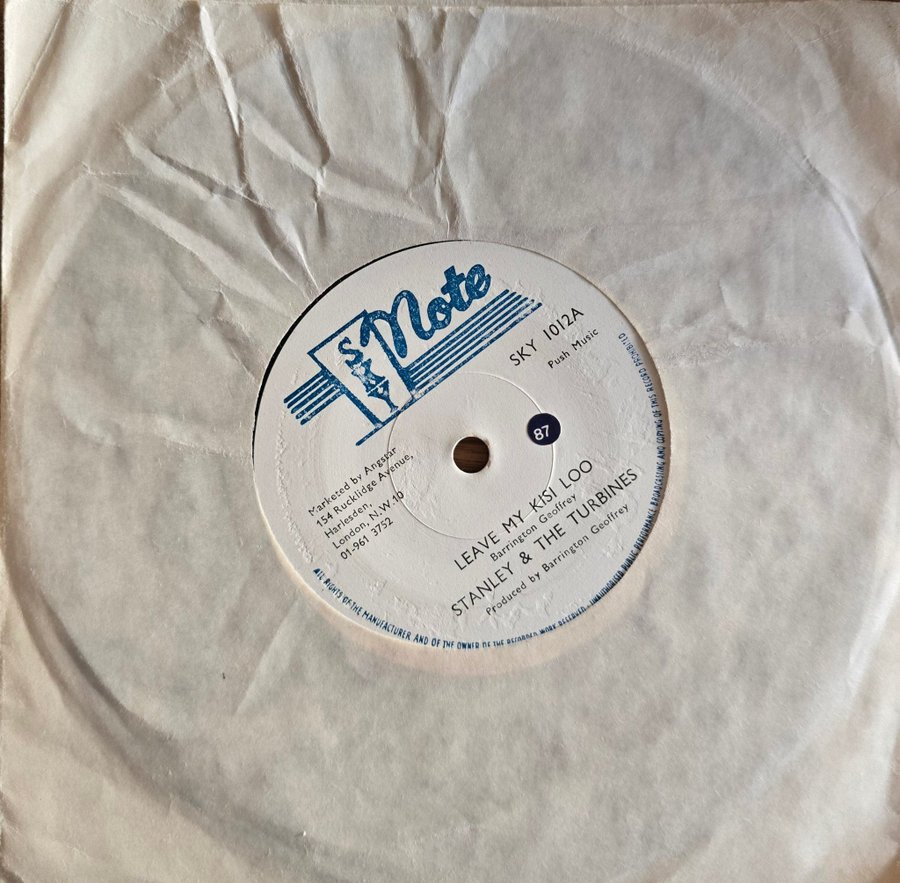 SKY Note
SKY 1012A
Push Music
87
Marketed by Angstar
154 Rucklidge Avenue,
Harlesden,
London, N.W.10
01-961 3752
LEAVE MY KISI LOO
Barrington Geoffrey
STANLEY & THE TURBINES
Produced by Barrington Geoffrey
ALL RIGHTS OF THE MANUFACTURER AND OF THE OWNER OF THE RECORDED WORK RESERVED. UNAUTHORISED PUBLIC PERFORMANCE BROADCASTING AND COPYING OF THIS RECORD PROHIBITED